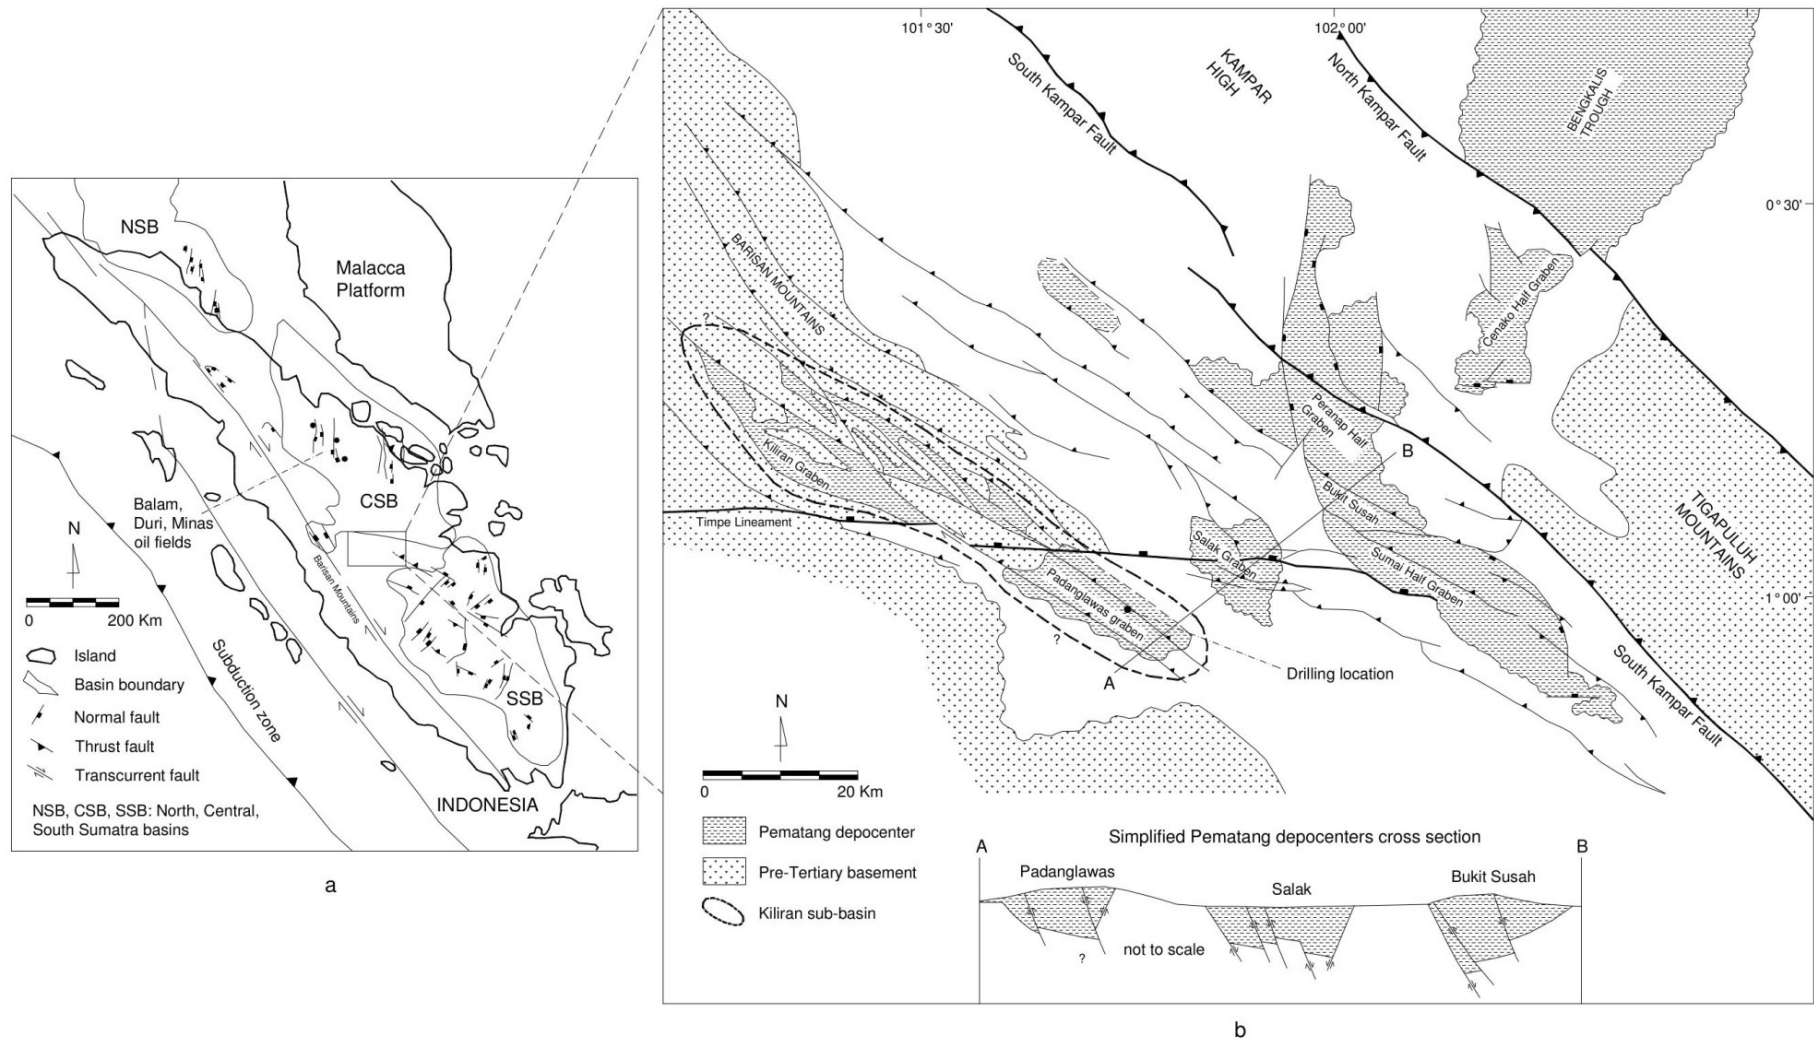 NSB
Malacca
Platform
CSB
Balam,
Duri, Minas
oil fields
N
0
200 Km
Barisan Mountains
Subduction zone
SSB
INDONESIA
Island
Basin boundary
Normal fault
Thrust fault
Transcurrent fault
NSB, CSB, SSB: North, Central,
South Sumatra basins
a
101°30'
102°00'
0°30'
1°00'
South Kampar Fault
KAMPAR
HIGH
North Kampar Fault
BENGKALIS
TROUGH
BARISAN MOUNTAINS
Cenako Half Graben
?
Peranap Half
Graben
B
Kiliran Graben
Timpe Lineament
Bukit Susah
Salak Graben
Sumai Half Graben
TIGAPULUH
MOUNTAINS
Padanglawas graben
?
A
Drilling location
South Kampar Fault
N
0
20 Km
Pematang depocenter
Pre-Tertiary basement
Kiliran sub-basin
Simplified Pematang depocenters cross section
A
B
Padanglawas
Salak
Bukit Susah
?
not to scale
b